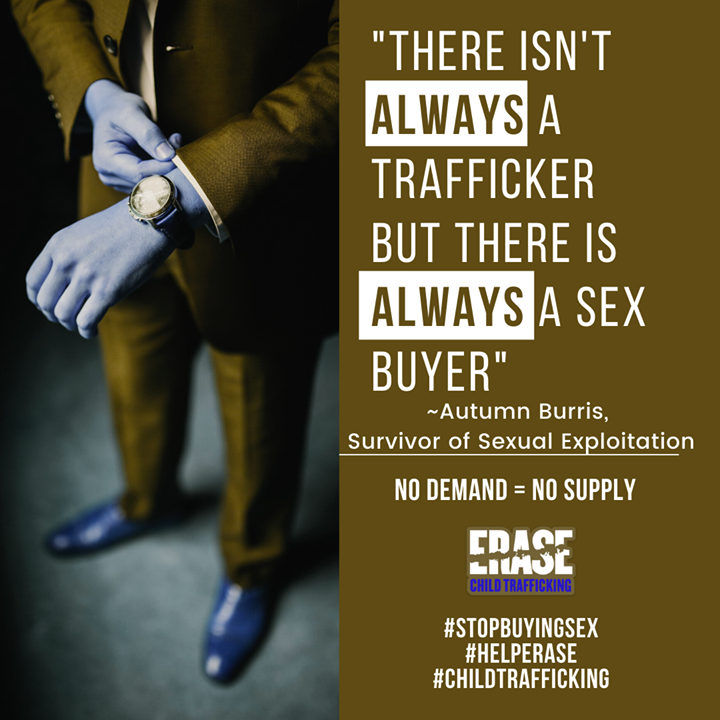 "THERE ISN'T
ALWAYS A
TRAFFICKER
BUT THERE IS
ALWAYS A SEX
BUYER"
~Autumn Burris,
Survivor of Sexual Exploitation
NO DEMAND = NO SUPPLY
ERASE
CHILD TRAFFICKING
#STOPBUYINGSEX
#HELPERASE
#CHILDTRAFFICKING